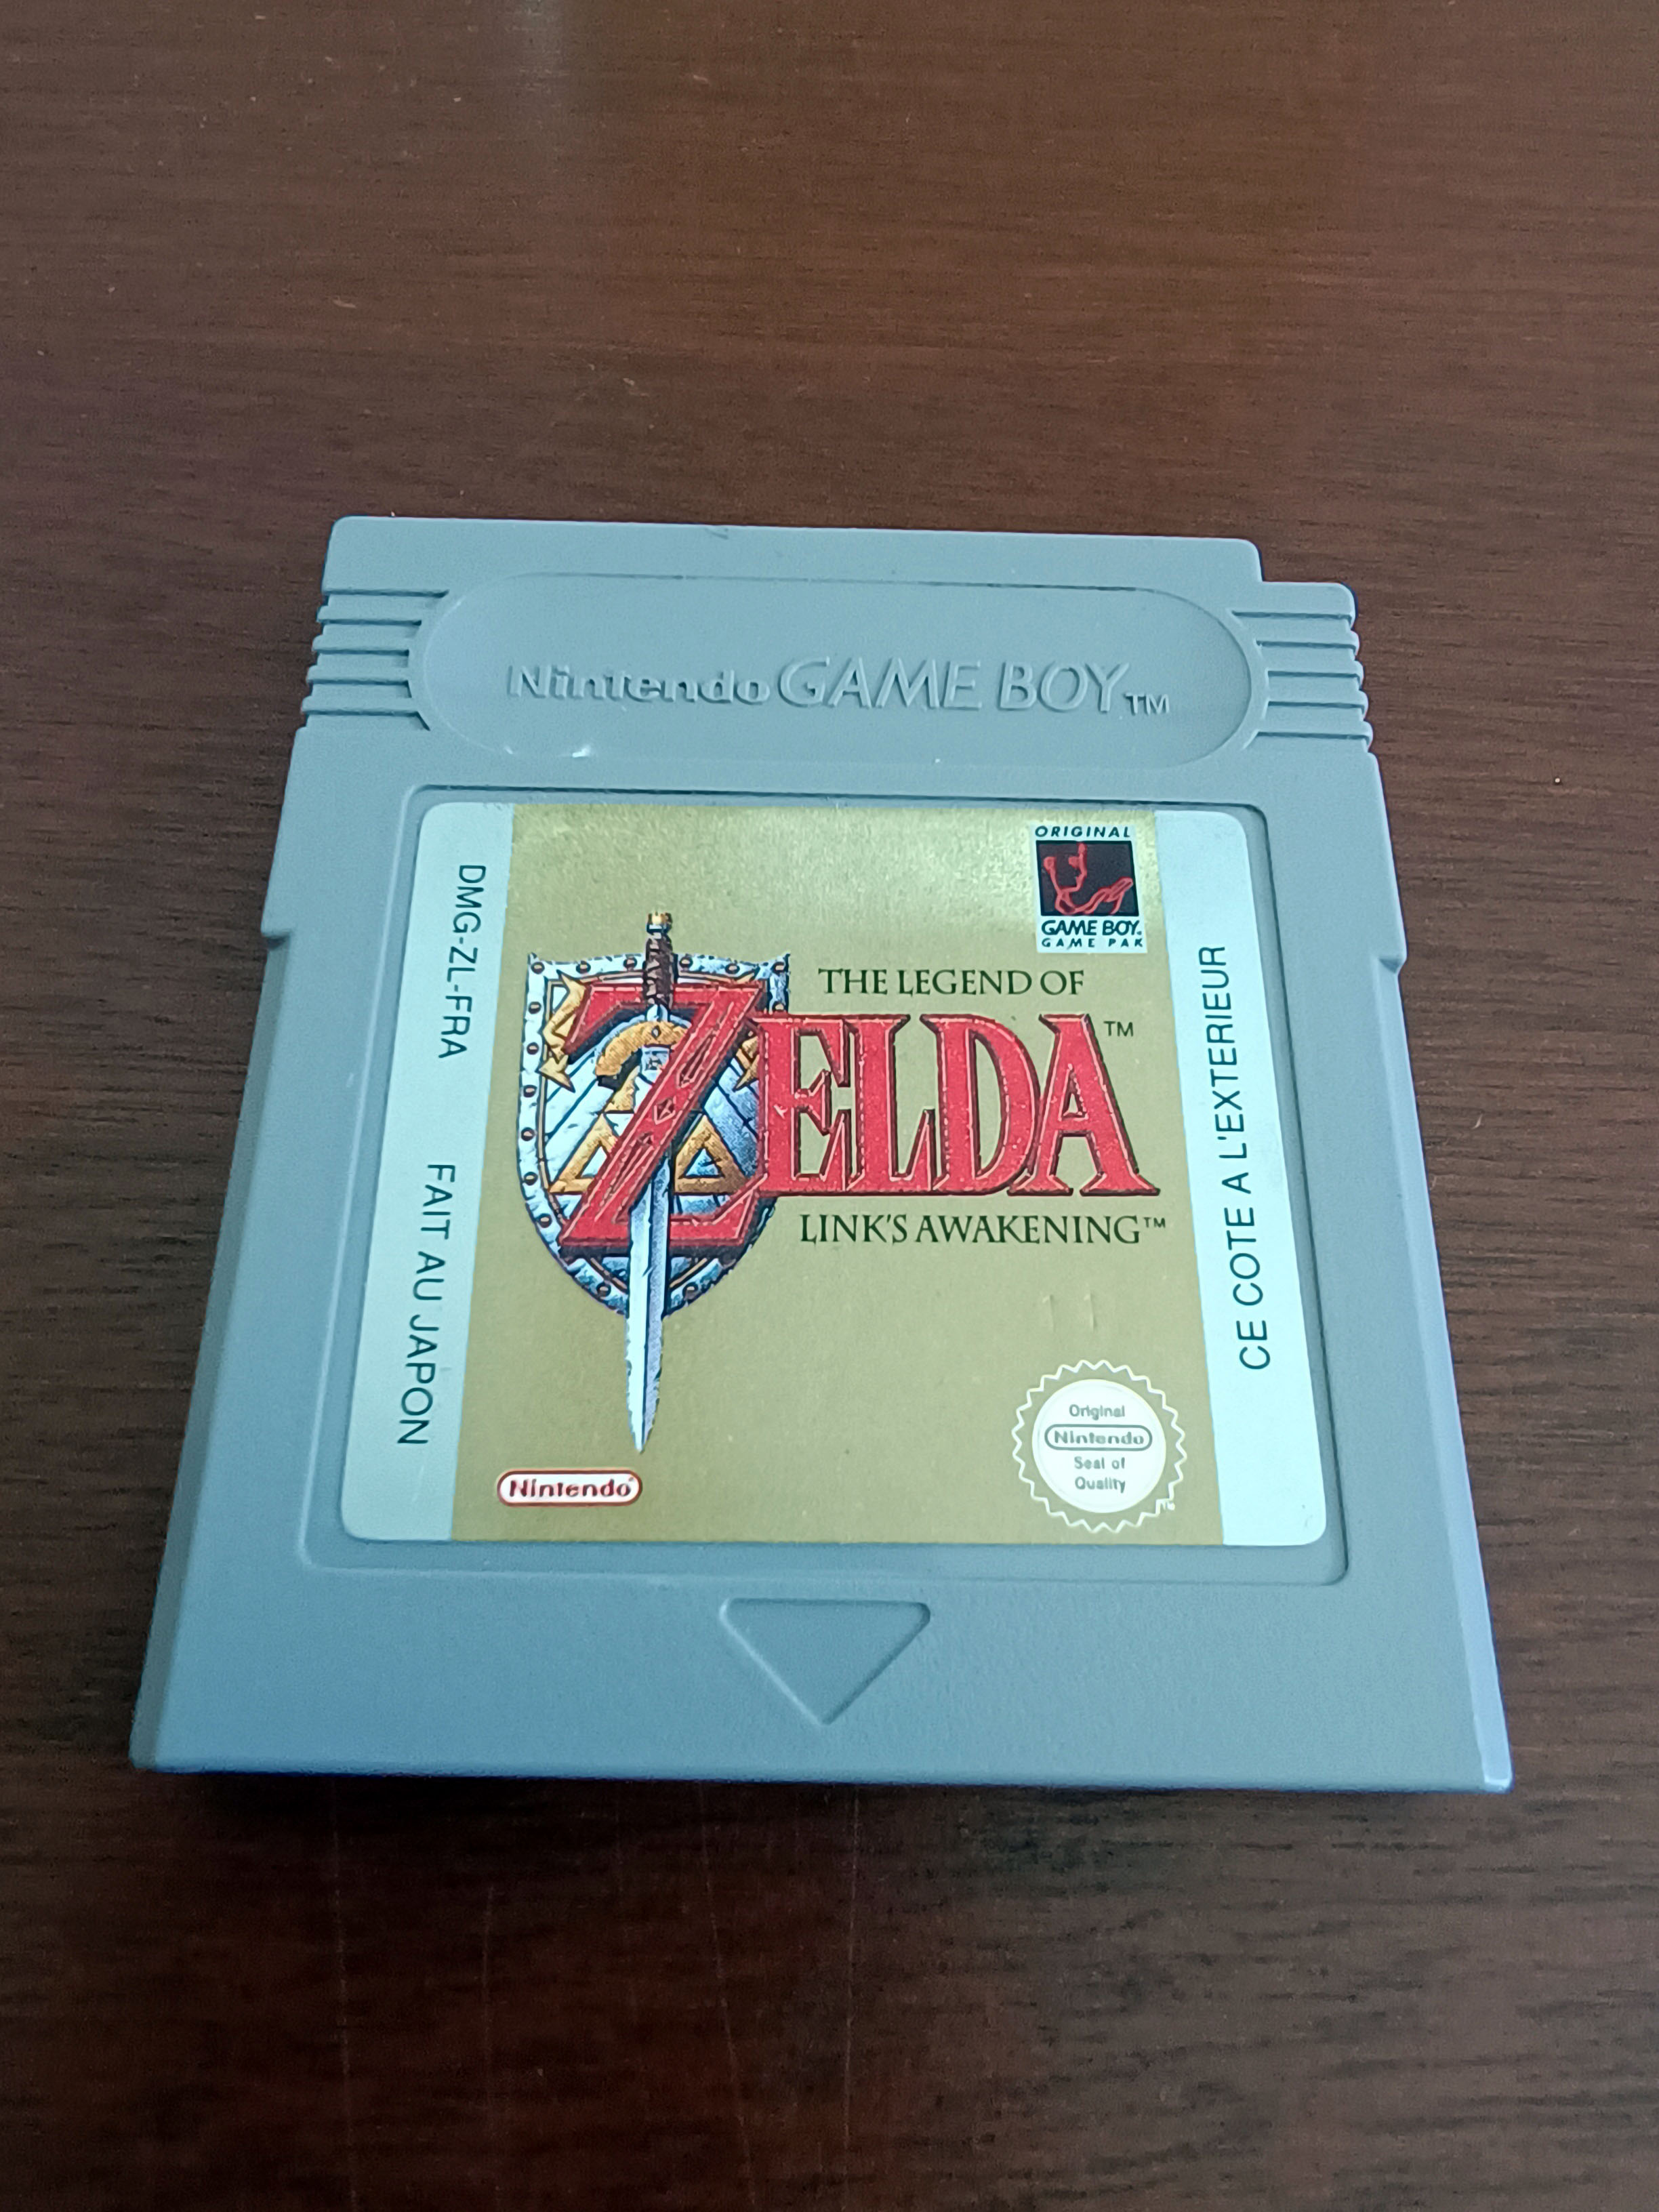 Nintendo GAME BOY™
ORIGINAL
GAME BOY.
GAME PAK
DMG-ZL-FRA
FAIT AU JAPON
THE LEGEND OF
ZELDA™
LINK'S AWAKENING™
CE COTE A L'EXTERIEUR
Nintendo®
Original
Nintendo
Seal of
Quality
™